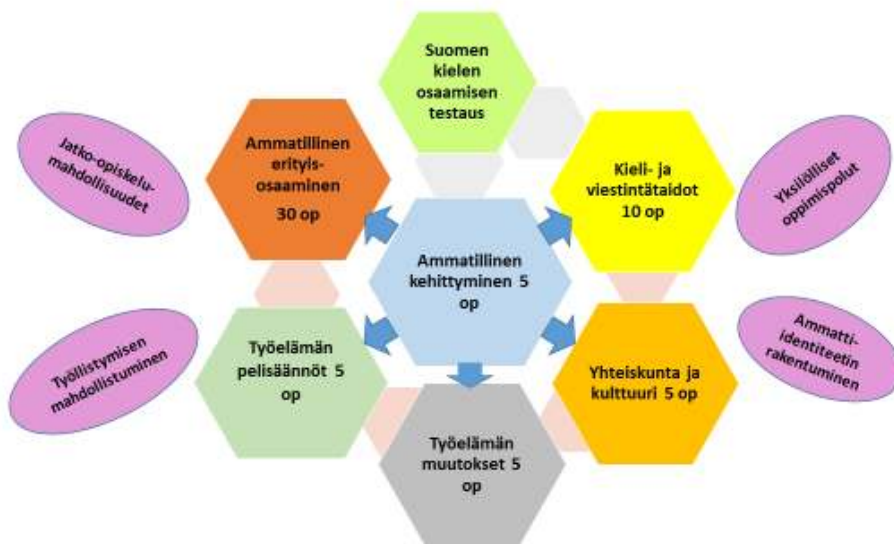 Suomen
kielen
osaamisen
testaus
Ammatillinen
erityis-
osaaminen
30 op
Kieli- ja
viestintätaidot
10 op
Jatko-opiskelu-
mahdollisuudet
Yksilölliset
oppimispolut
Ammatillinen
kehittyminen 5
op
Työelämän
pelisäännöt 5
op
Yhteiskunta ja
kulttuuri 5 op
Työllistymisen
mahdollistuminen
Ammatti-
identiteetin
rakentuminen
Työelämän
muutokset 5
op